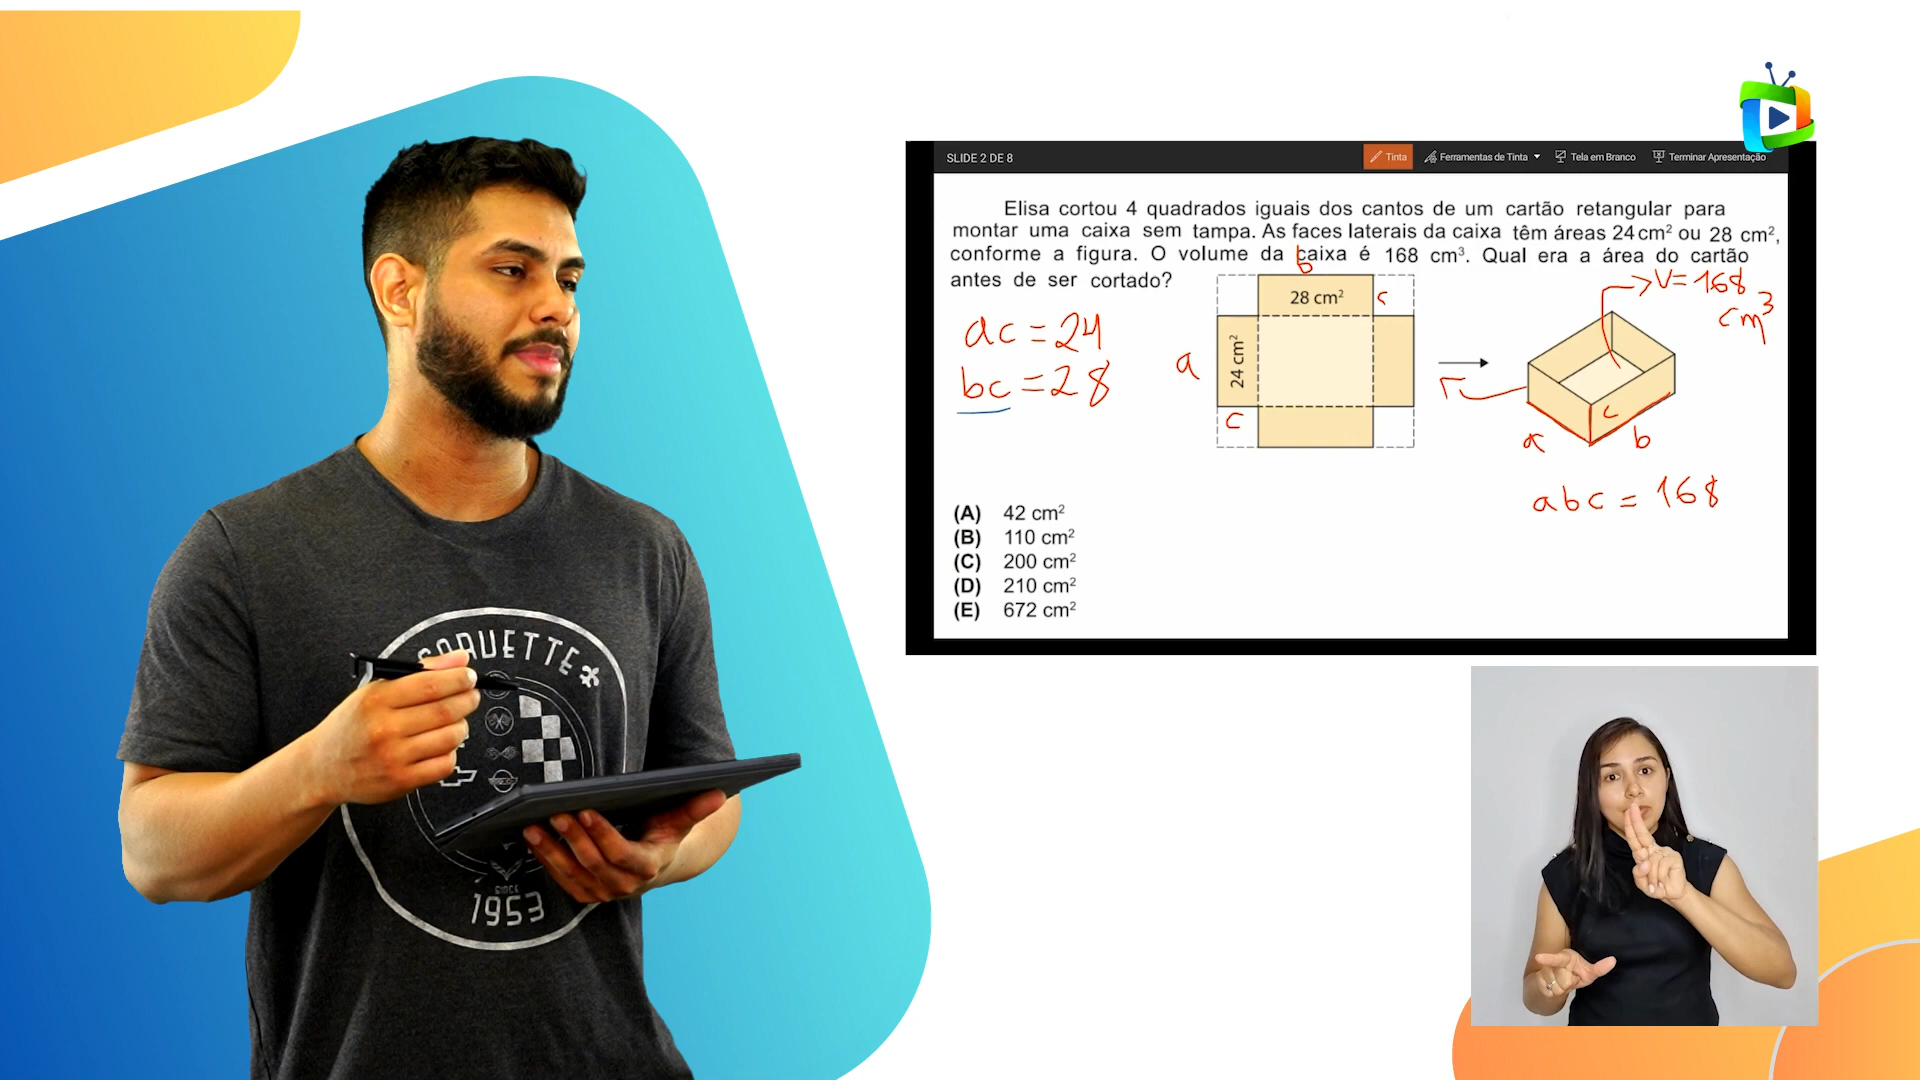 SLIDE 2 DE 8
Tinta
Ferramentas de Tinta
Tela em Branco
Terminar Apresentação
Elisa cortou 4 quadrados iguais dos cantos de um cartão retangular para
montar uma caixa sem tampa. As faces laterais da caixa têm áreas 24cm² ou 28 cm²,
conforme a figura. O volume da caixa é 168 cm³. Qual era a área do cartão
antes de ser cortado?
b
28 cm²
c
V = 168
cm³
ac = 24
bc = 28
a
24 cm²
c
c
a
b
abc = 168
(A) 42 cm²
(B) 110 cm²
(C) 200 cm²
(D) 210 cm²
(E) 672 cm²
CORVETTE
SINCE
1953